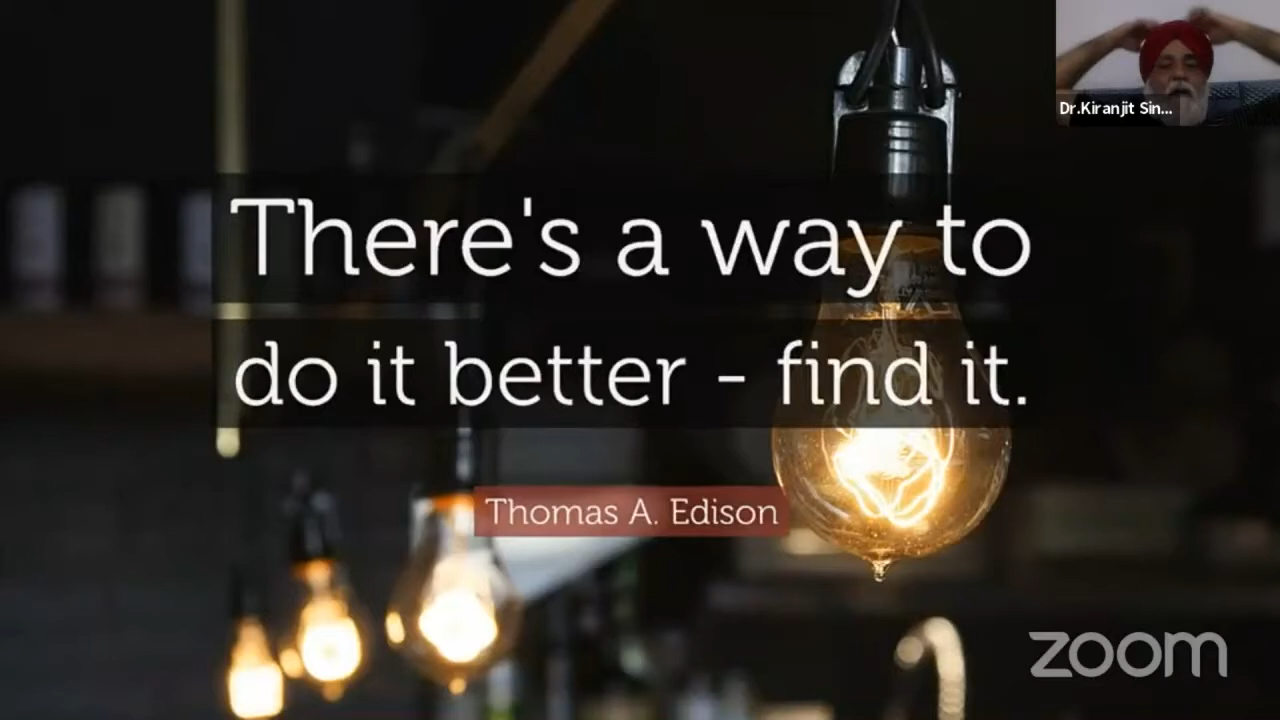 Dr.Kiranjit Sin...
There's a way to
do it better - find it.
Thomas A. Edison
zoom